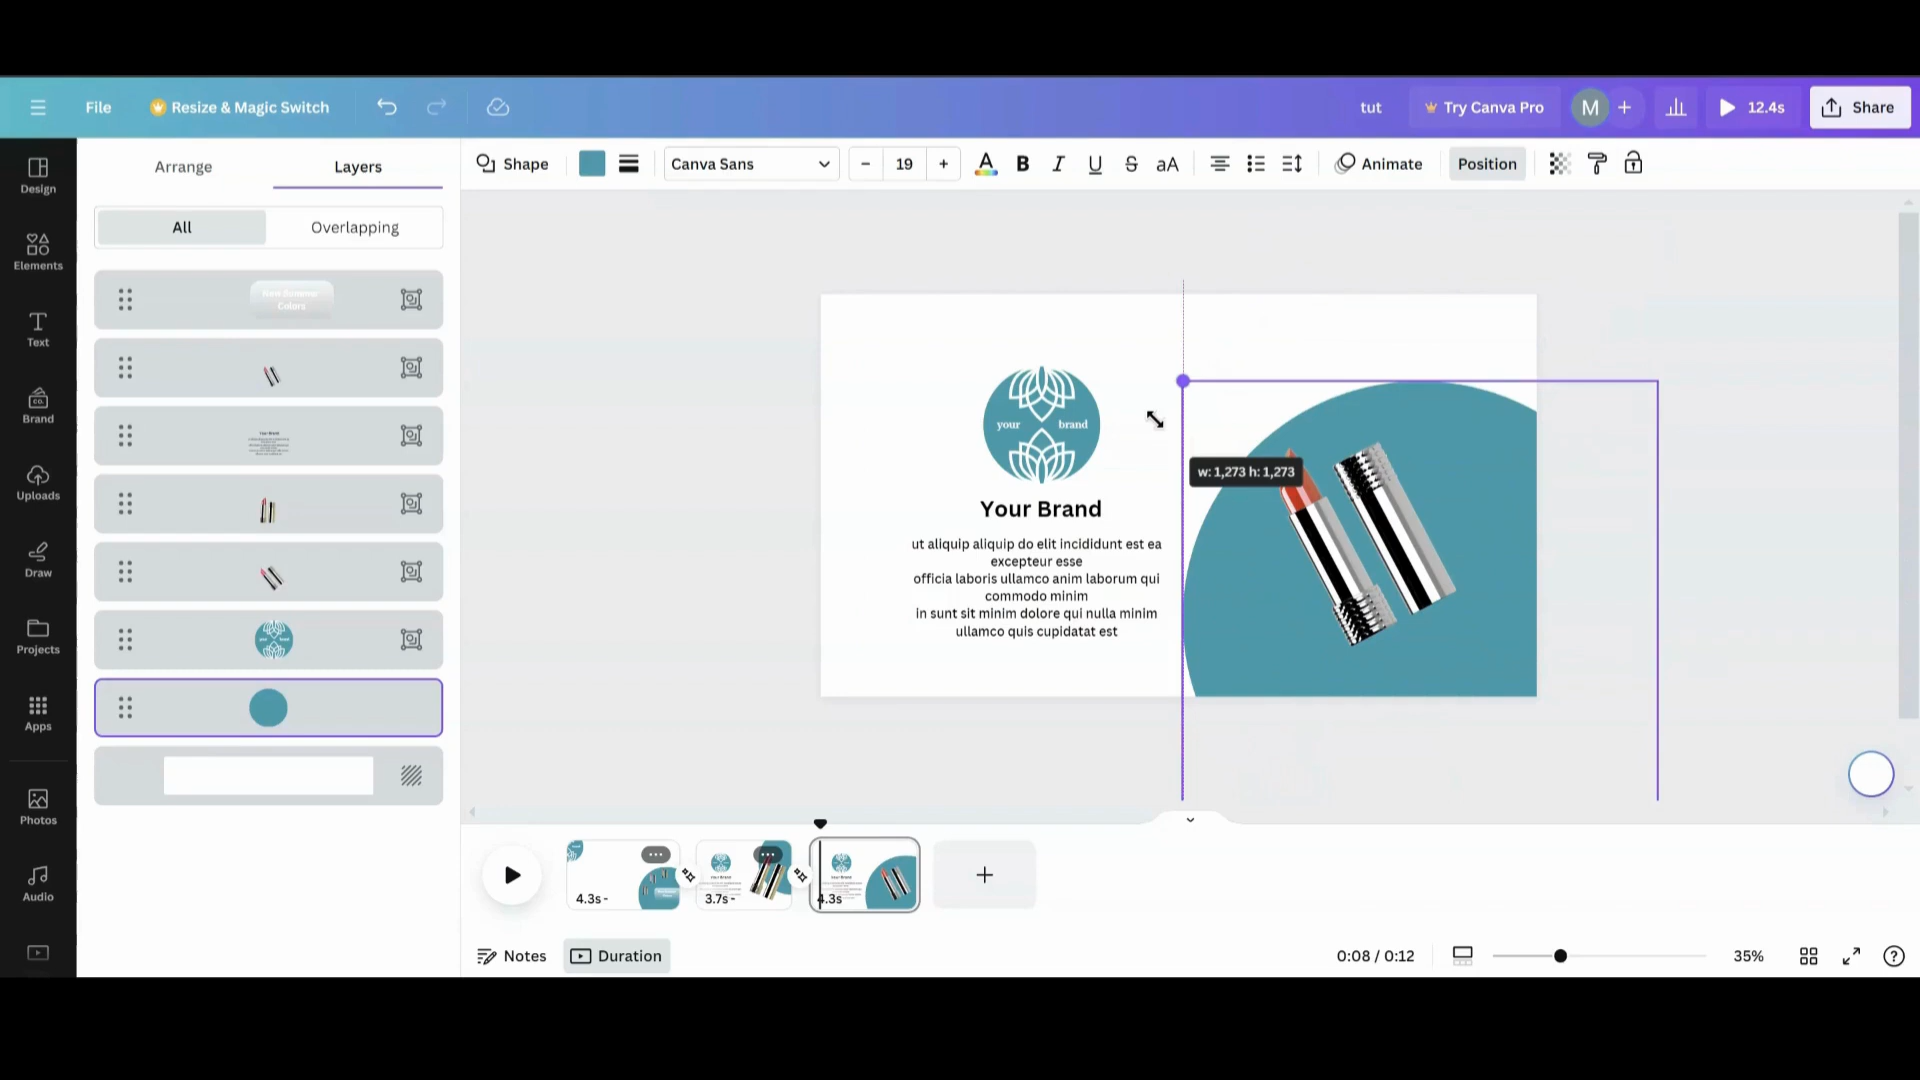 File
Resize & Magic Switch
tut
Try Canva Pro
M
12.4s
Share
Design
Elements
Text
Brand
Uploads
Draw
Projects
Apps
Photos
Audio
Arrange
Layers
All
Overlapping
New Summer
Colors
Shape
Canva Sans
19
A
B
I
U
S
aA
Animate
Position
your brand
Your Brand
ut aliquip aliquip do elit incididunt est ea
excepteur esse
officia laboris ullamco anim laborum qui
commodo minim
in sunt sit minim dolore qui nulla minim
ullamco quis cupidatat est
w: 1,273 h: 1,273
4.3s -
3.7s -
4.3s
Notes
Duration
0:08 / 0:12
35%